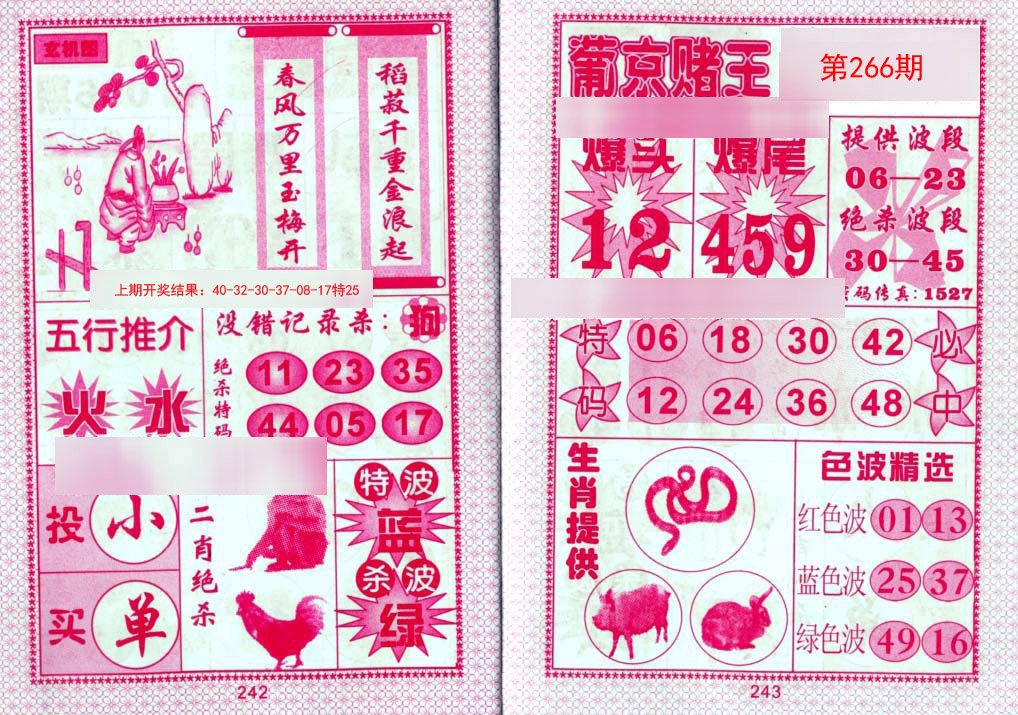 玄机图
春风万里玉梅开
稻菽千重金浪起
上期开奖结果：40-32-30-37-08-17特25
五行推介
火 水
没错记录杀：狗
绝杀特码
11 23 35
44 05 17
投 小
买 单
二肖绝杀
特波
蓝
杀波
绿
242
葡京赌王
第266期
爆头
12
爆尾
459
提供波段
06—23
绝杀波段
30—45
码传真：1527
特码
06 18 30 42
12 24 36 48
必中
生肖提供
色波精选
红色波 01 13
蓝色波 25 37
绿色波 49 16
243